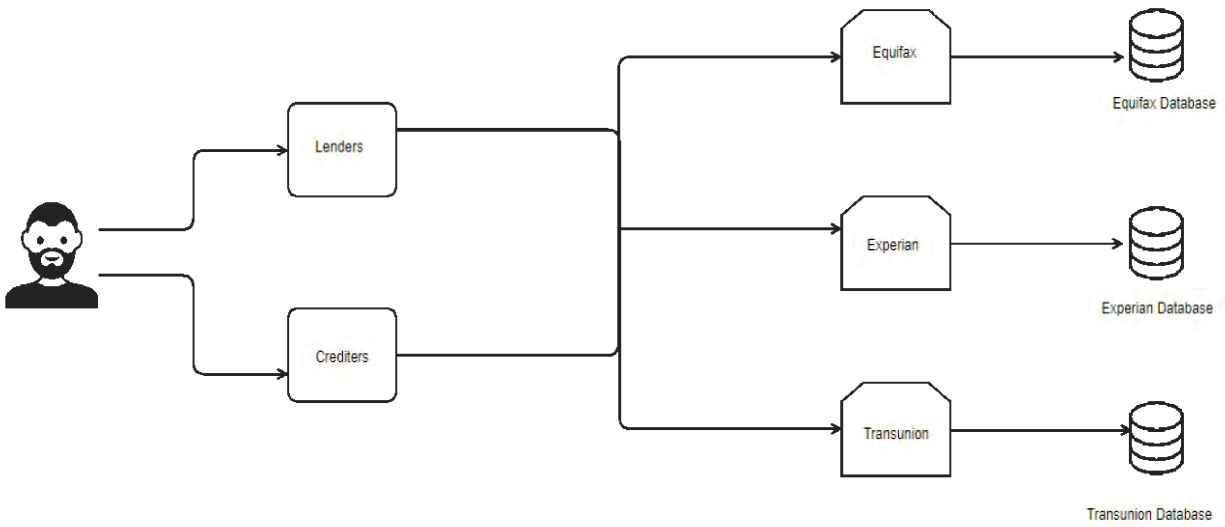 Equifax
Equifax Database
Lenders
Experian
Experian Database
Crediters
Transunion
Transunion Database